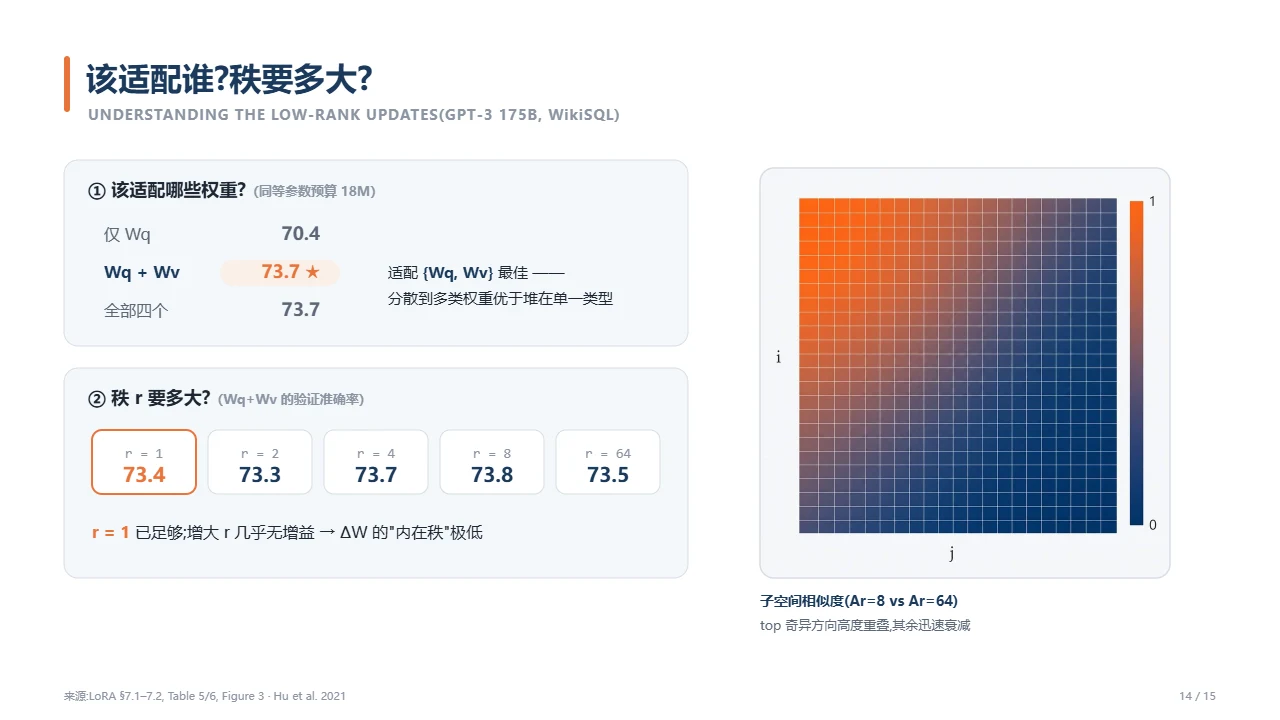 该适配谁?秩要多大?
UNDERSTANDING THE LOW-RANK UPDATES(GPT-3 175B, WikiSQL)
① 该适配哪些权重? (同等参数预算 18M)
仅 Wq 70.4
Wq + Wv 73.7 ★
全部四个 73.7
适配 {Wq, Wv} 最佳 ——
分散到多类权重优于堆在单一类型
② 秩 r 要多大? (Wq+Wv 的验证准确率)
r = 1
73.4
r = 2
73.3
r = 4
73.7
r = 8
73.8
r = 64
73.5
r = 1 已足够;增大 r 几乎无增益 → ΔW 的"内在秩"极低
1
i
0
j
子空间相似度(Ar=8 vs Ar=64)
top 奇异方向高度重叠,其余迅速衰减
来源:LoRA §7.1–7.2, Table 5/6, Figure 3 · Hu et al. 2021
14 / 15